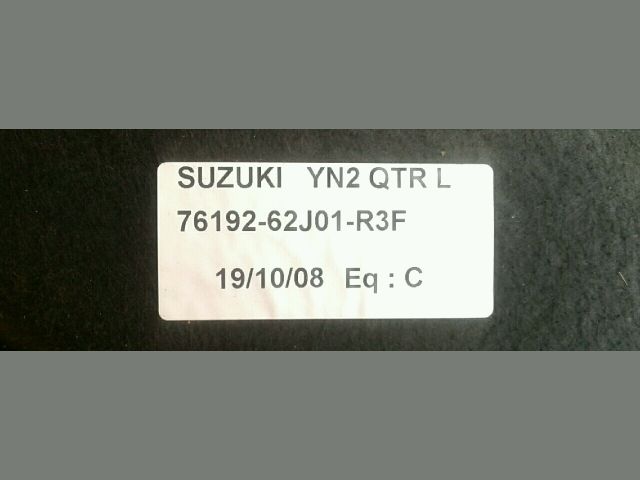 SUZUKI YN2 QTR L
76192-62J01-R3F
19/10/08 Eq : C